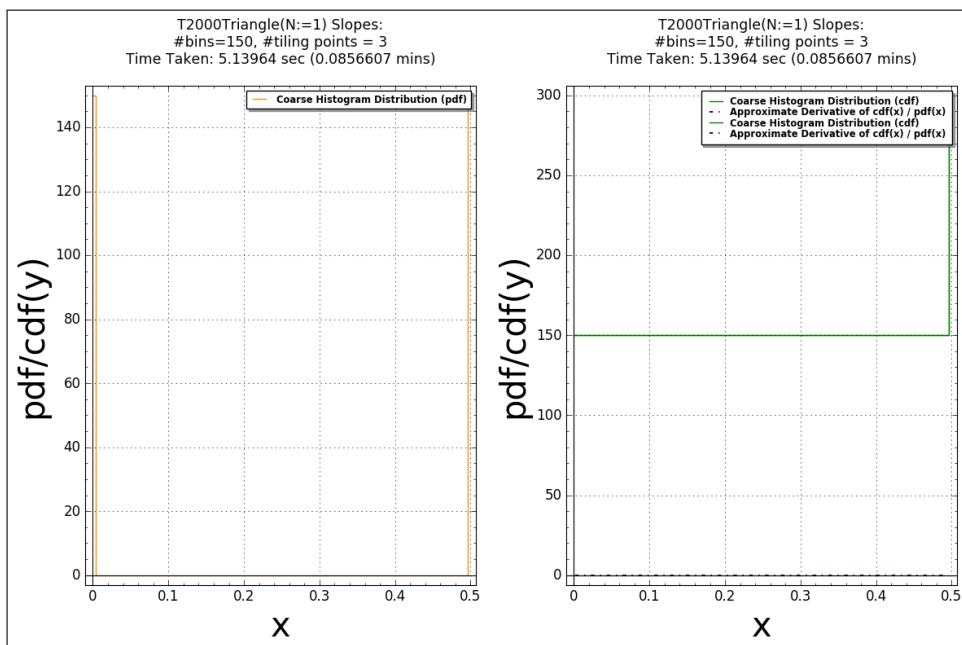 T2000Triangle(N:=1) Slopes:
#bins=150, #tiling points = 3
Time Taken: 5.13964 sec (0.0856607 mins)
Coarse Histogram Distribution (pdf)
140
120
100
80
60
40
20
0
pdf/cdf(y)
0 0.1 0.2 0.3 0.4 0.5
x
T2000Triangle(N:=1) Slopes:
#bins=150, #tiling points = 3
Time Taken: 5.13964 sec (0.0856607 mins)
Coarse Histogram Distribution (cdf)
Approximate Derivative of cdf(x) / pdf(x)
Coarse Histogram Distribution (cdf)
Approximate Derivative of cdf(x) / pdf(x)
300
250
200
150
100
50
0
pdf/cdf(y)
0 0.1 0.2 0.3 0.4 0.5
x